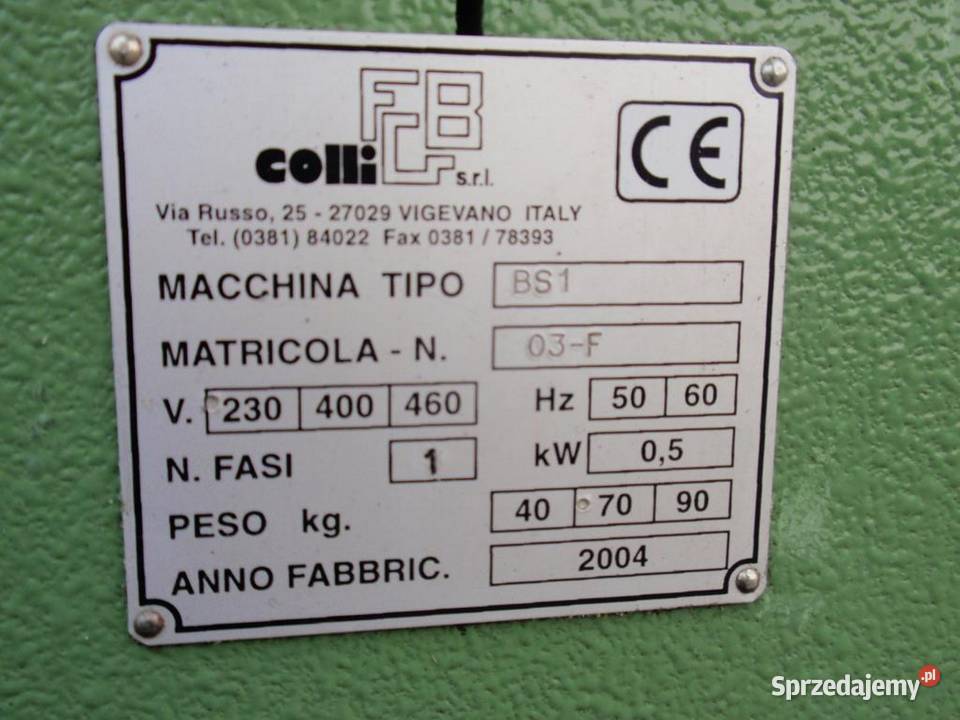 FCB
colli s.r.l.
CE
Via Russo, 25 - 27029 VIGEVANO ITALY
Tel. (0381) 84022 Fax 0381 / 78393
MACCHINA TIPO BS1
MATRICOLA - N. 03-F
V. 230 400 460 Hz 50 60
N. FASI 1 kW 0,5
PESO kg. 40 70 90
ANNO FABBRIC. 2004
Sprzedajemy.pl